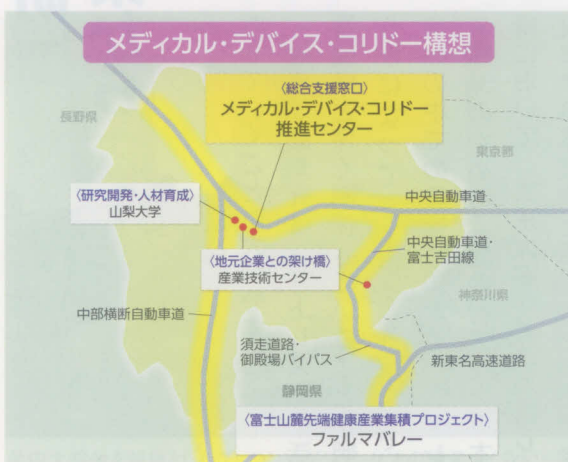 メディカル・デバイス・コリドー構想
〈総合支援窓口〉
メディカル・デバイス・コリドー
推進センター
長野県
東京都
〈研究開発・人材育成〉
山梨大学
中央自動車道
〈地元企業との架け橋〉
産業技術センター
中央自動車道・
富士吉田線
神奈川県
中部横断自動車道
須走道路・
御殿場バイパス
新東名高速道路
静岡県
〈富士山麓先端健康産業集積プロジェクト〉
ファルマバレー